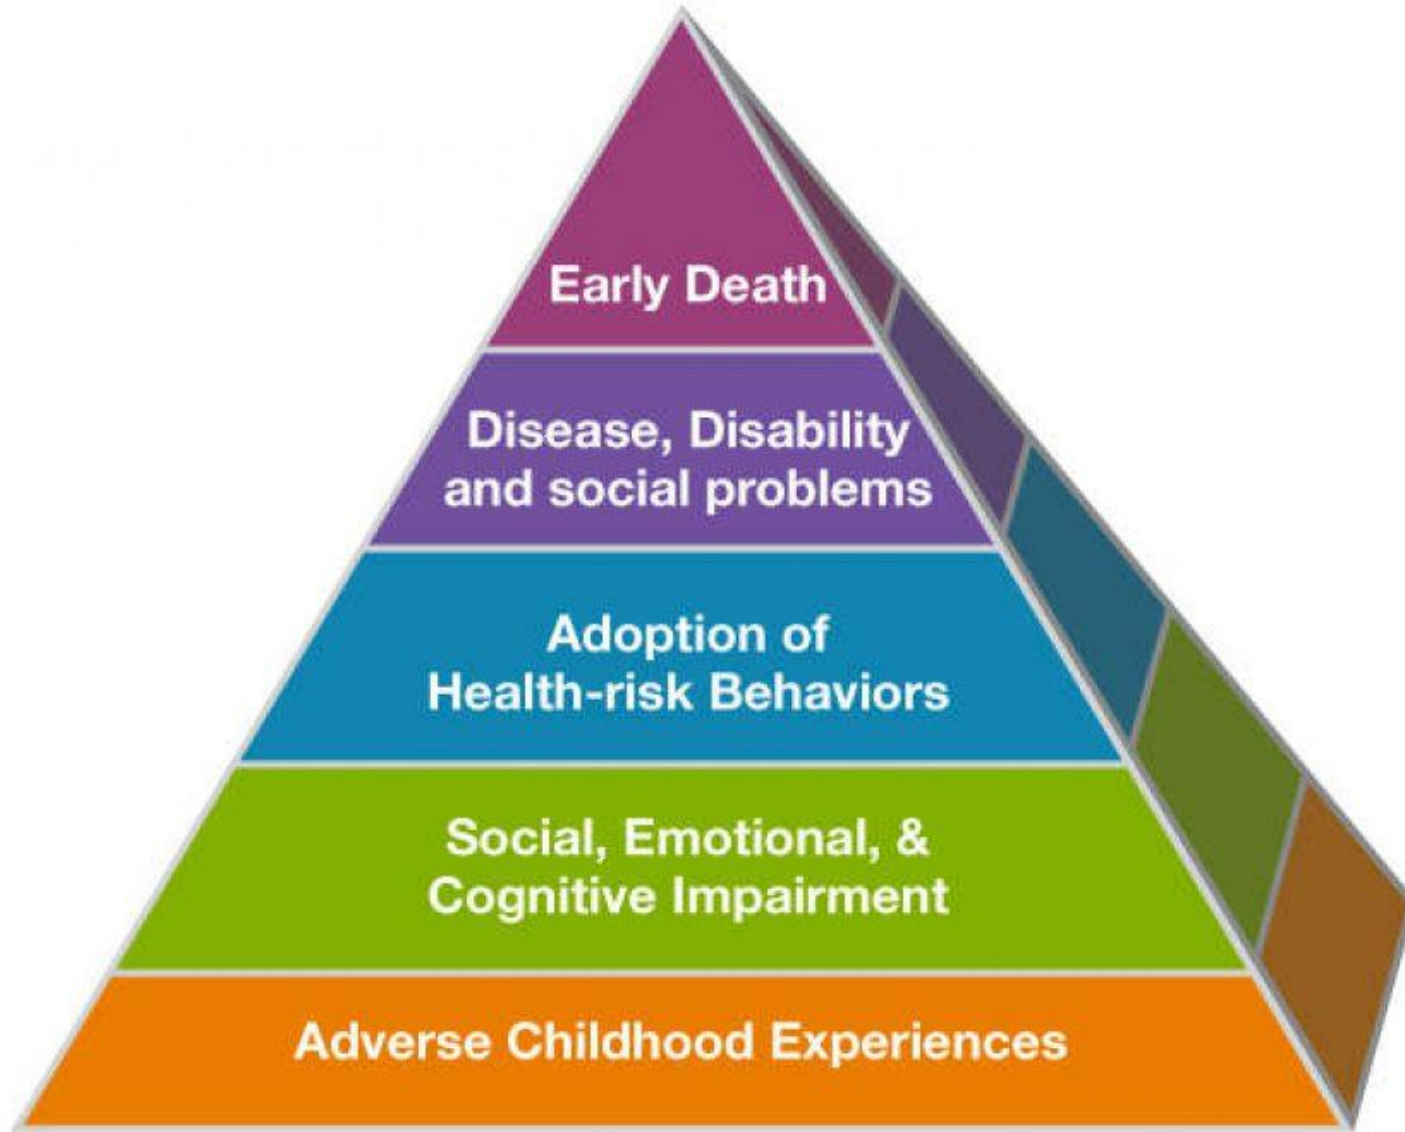 Early Death
Disease, Disability
and social problems
Adoption of
Health-risk Behaviors
Social, Emotional, &
Cognitive Impairment
Adverse Childhood Experiences